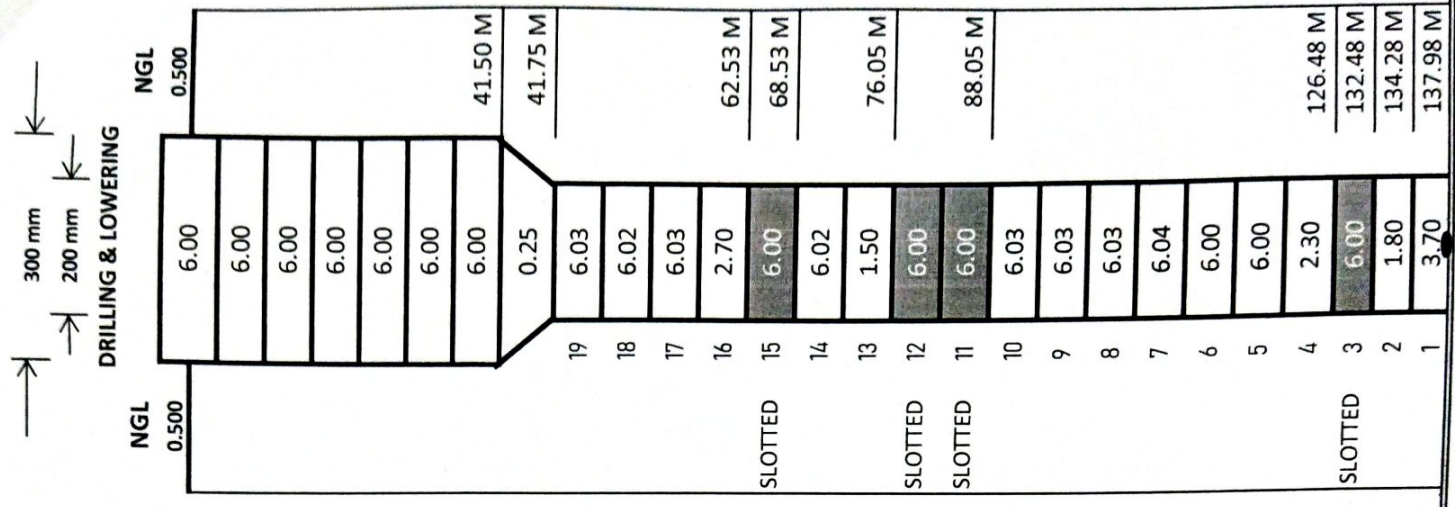 300 mm
200 mm
DRILLING & LOWERING
NGL NGL
0.500 0.500
6.00
6.00
6.00
6.00
6.00
6.00
6.00 41.50 M
0.25 41.75 M
19 6.03
18 6.02
17 6.03
16 2.70 62.53 M
SLOTTED 15 6.00 68.53 M
14 6.02
13 1.50 76.05 M
SLOTTED 12 6.00
SLOTTED 11 6.00 88.05 M
10 6.03
9 6.03
8 6.03
7 6.04
6 6.00
5 6.00
4 2.30 126.48 M
SLOTTED 3 6.00 132.48 M
2 1.80 134.28 M
1 3.70 137.98 M